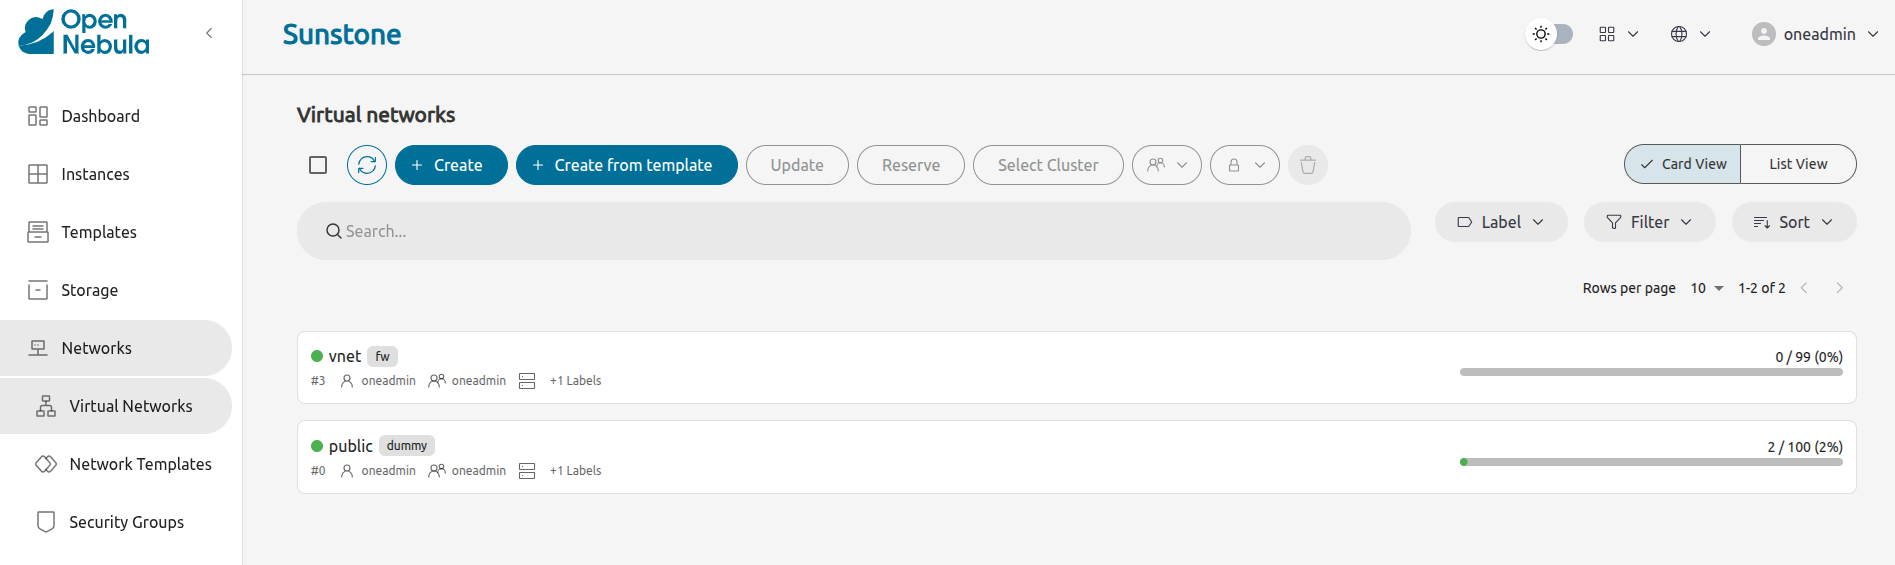 Open
Nebula
Sunstone
oneadmin
Dashboard
Instances
Templates
Storage
Networks
Virtual Networks
Network Templates
Security Groups
Virtual networks
+ Create
+ Create from template
Update
Reserve
Select Cluster
Card View
List View
Search...
Label
Filter
Sort
Rows per page 10 1-2 of 2
vnet fw
0 / 99 (0%)
#3 oneadmin oneadmin +1 Labels
public dummy
2 / 100 (2%)
#0 oneadmin oneadmin +1 Labels